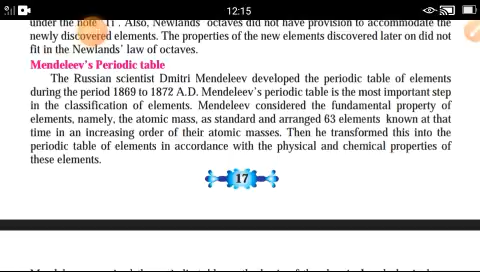 12:15
under the note 'TI'. Also, Newlands' octaves did not have provision to accommodate the
newly discovered elements. The properties of the new elements discovered later on did not
fit in the Newlands' law of octaves.
Mendeleev's Periodic table
The Russian scientist Dmitri Mendeleev developed the periodic table of elements
during the period 1869 to 1872 A.D. Mendeleev's periodic table is the most important step
in the classification of elements. Mendeleev considered the fundamental property of
elements, namely, the atomic mass, as standard and arranged 63 elements known at that
time in an increasing order of their atomic masses. Then he transformed this into the
periodic table of elements in accordance with the physical and chemical properties of
these elements.
17